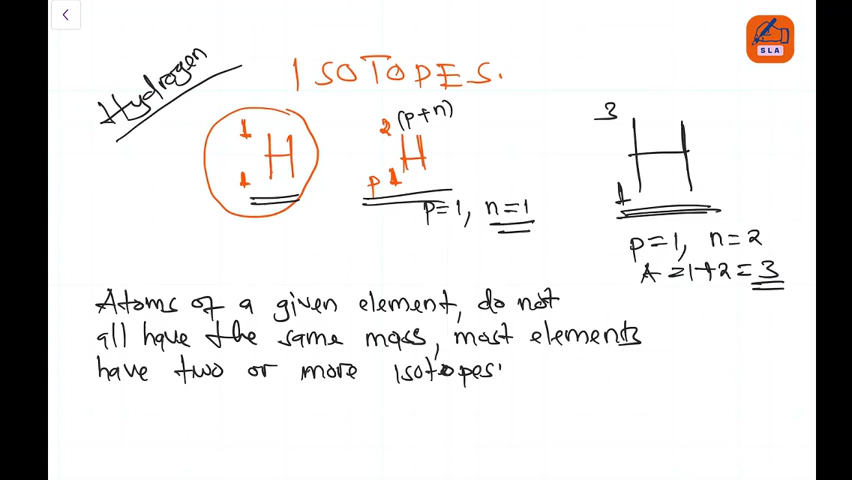 Hydrogen
ISOTOPES.
SLA
1
1 H
2 (p+n)
p 1 H
p=1, n=1
3
1 H
p=1, n=2
A=1+2=3
Atoms of a given element, do not
all have the same mass, most elements
have two or more isotopes.